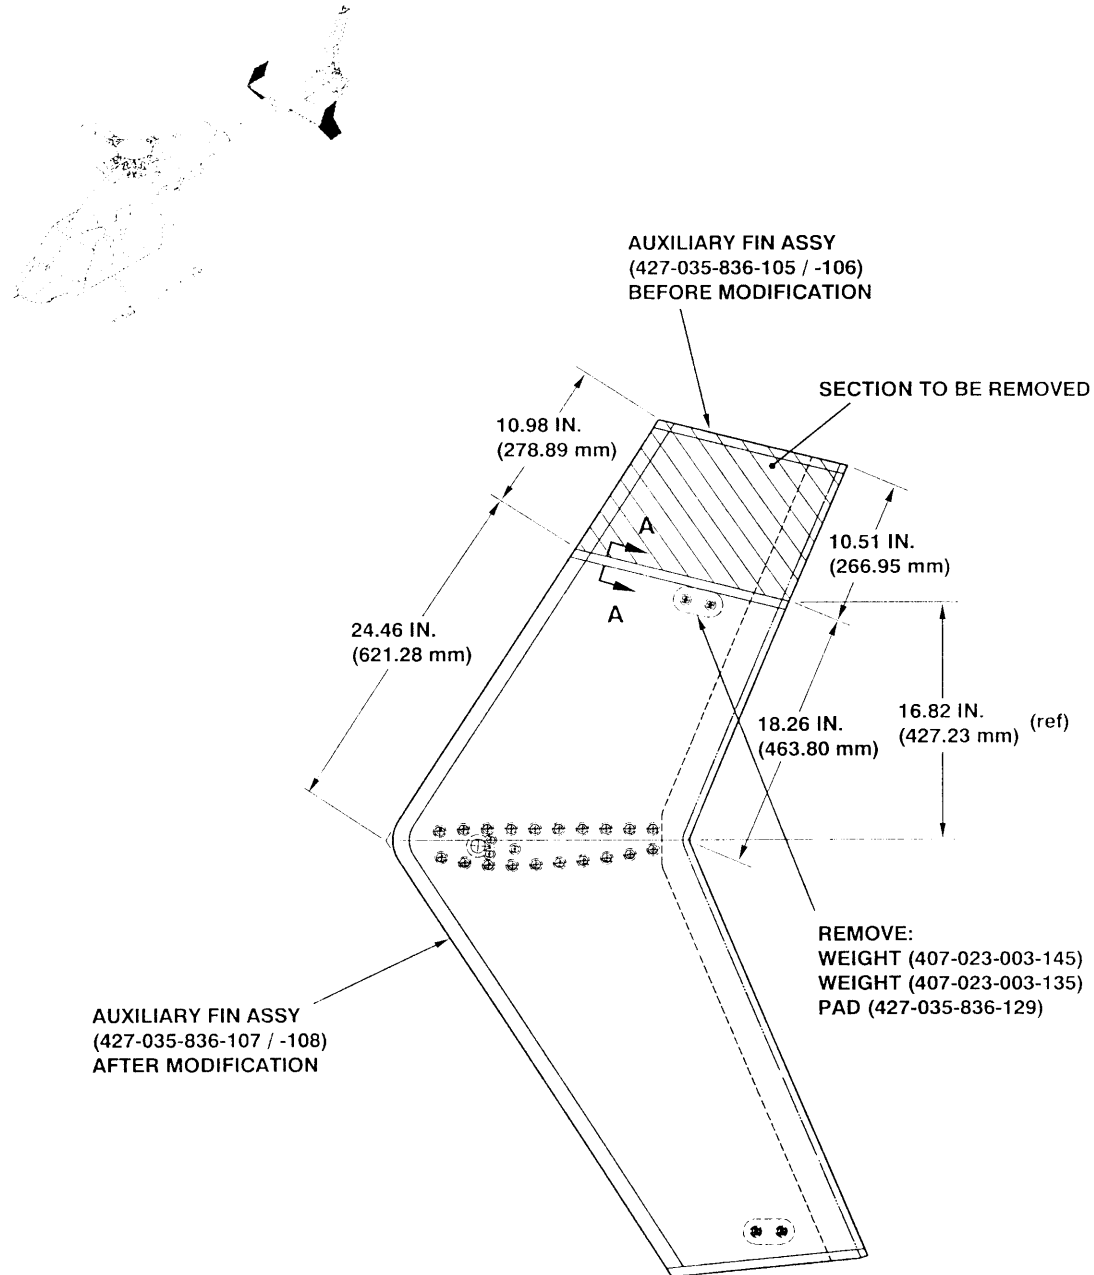 AUXILIARY FIN ASSY
(427-035-836-105 / -106)
BEFORE MODIFICATION
SECTION TO BE REMOVED
10.98 IN.
(278.89 mm)
A
10.51 IN.
(266.95 mm)
A
24.46 IN.
(621.28 mm)
18.26 IN.
(463.80 mm)
16.82 IN.
(427.23 mm)
(ref)
REMOVE:
WEIGHT (407-023-003-145)
WEIGHT (407-023-003-135)
PAD (427-035-836-129)
AUXILIARY FIN ASSY
(427-035-836-107 / -108)
AFTER MODIFICATION